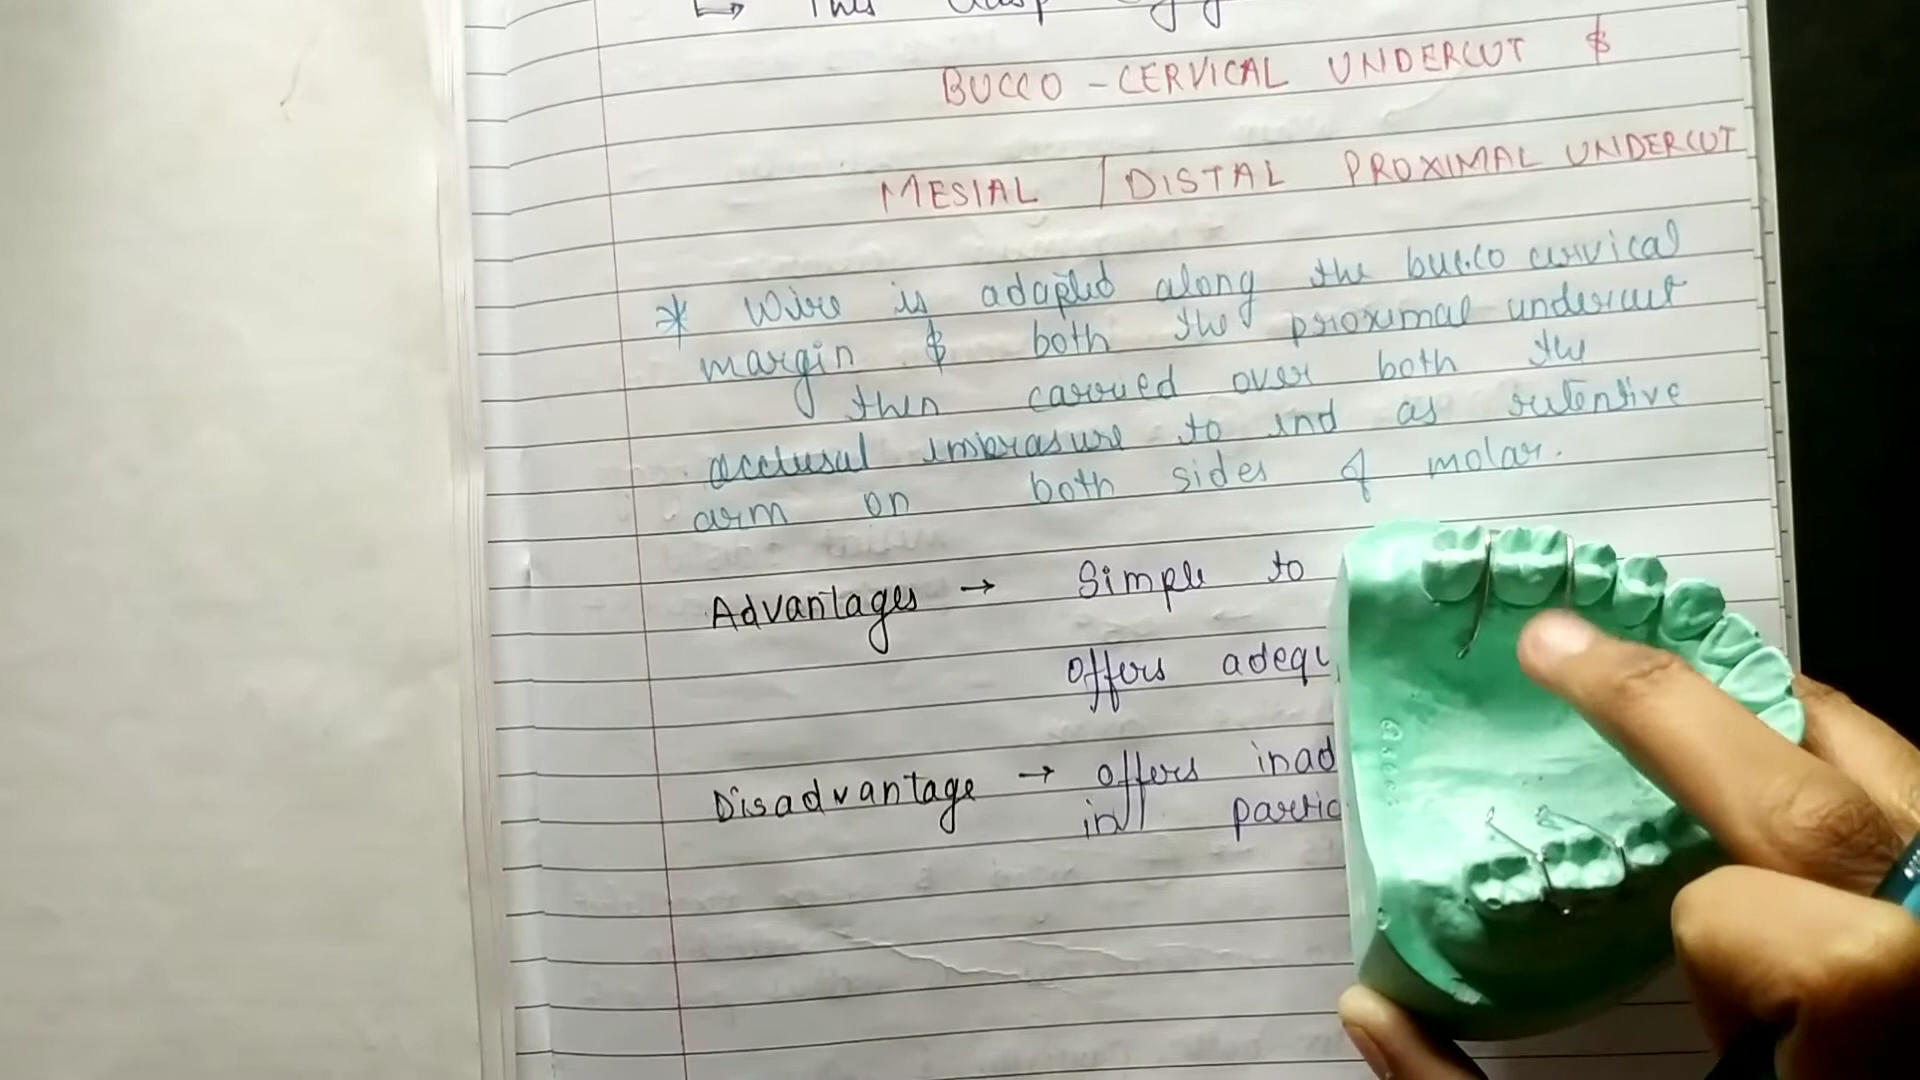 ↳ This clasp
BUCCO - CERVICAL UNDERCUT &
MESIAL / DISTAL PROXIMAL UNDERCUT
* Wire is adapted along the bucco cervical
margin & both the proximal undercut
then carried over both the
occlusal imbrasure to end as retentive
arm on both sides of molar.
Advantages → Simple to
offers adequ
Disadvantage → offers inad
in partic